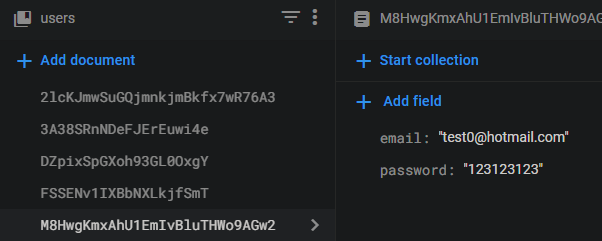 users
M8HwgKmxAhU1EmIvBluTHWo9AG
Add document
Start collection
2lcKJmwSuGQjmnkjmBkfx7wR76A3
3A38SRnNDeFJErEuwi4e
DZpixSpGXoh93GL0OxgY
FSSENv1IXBbNXLkjfSmT
M8HwgKmxAhU1EmIvBluTHWo9AGw2
Add field
email: "test0@hotmail.com"
password: "123123123"